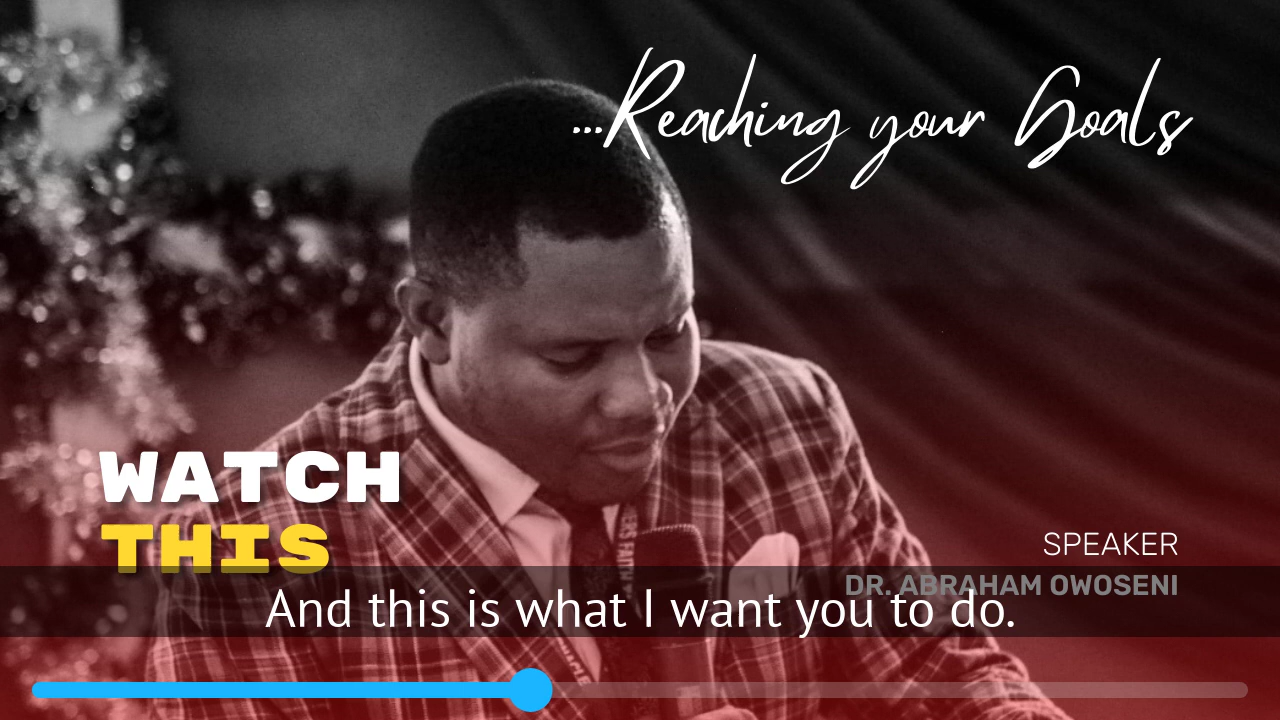 ...Reaching your Goals
WATCH
THIS
SPEAKER
DR. ABRAHAM OWOSENI
And this is what I want you to do.